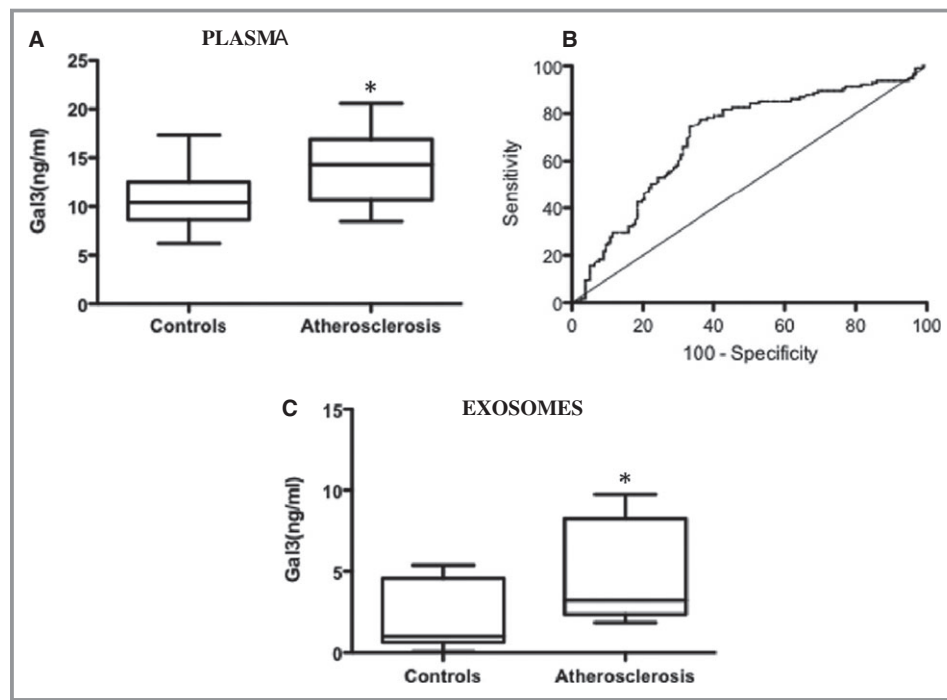 A
PLASMA
Gal3(ng/ml)
25
20
15
10
5
0
*
Controls
Atherosclerosis
B
Sensitivity
100
80
60
40
20
0
0 20 40 60 80 100
100 - Specificity
C
EXOSOMES
Gal3(ng/ml)
15
10
5
0
*
Controls
Atherosclerosis